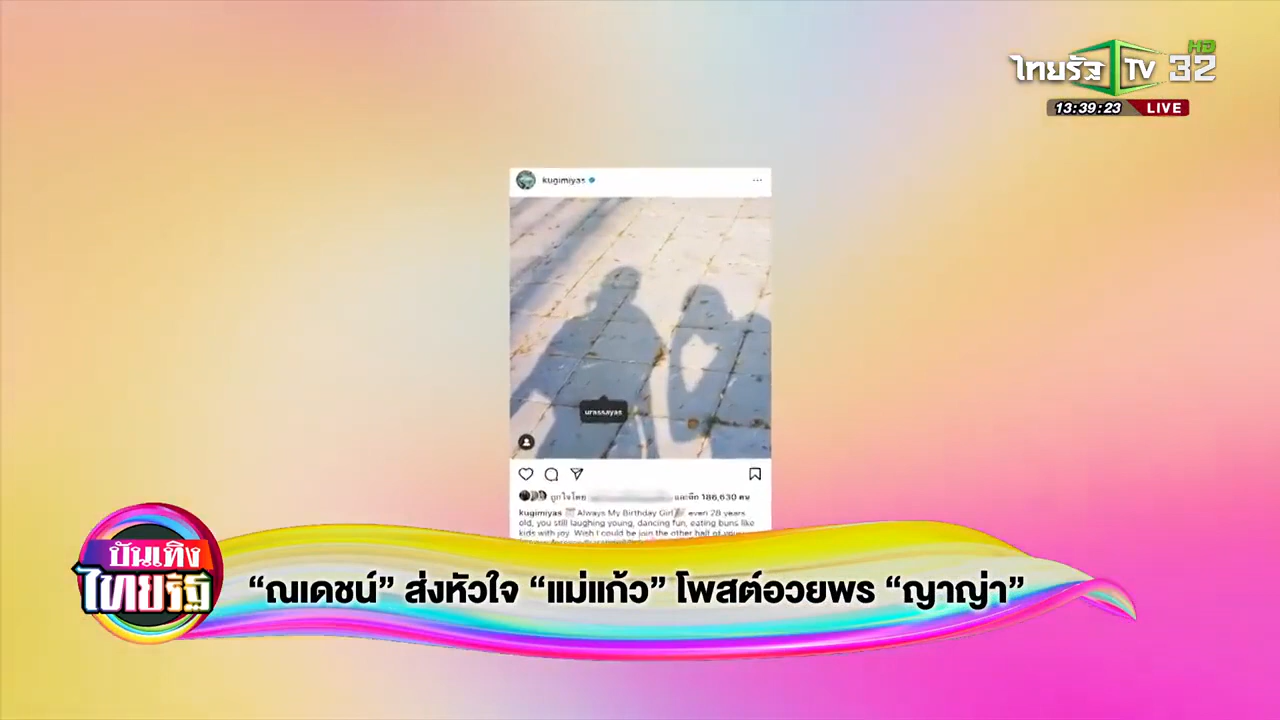 ไทยรัฐ TV 32 HD
13:39:23 LIVE
kugimiyas
urassayas
ถูกใจโดย และอีก 186,630 คน
kugimiyas Always My Birthday Girl even 28 years
old, you still laughing young, dancing fun, eating buns like
kids with joy. Wish I could be join the other half of your
บันเทิง
ไทยรัฐ
“ณเดชน์” ส่งหัวใจ “แม่แก้ว” โพสต์อวยพร “ญาญ่า”